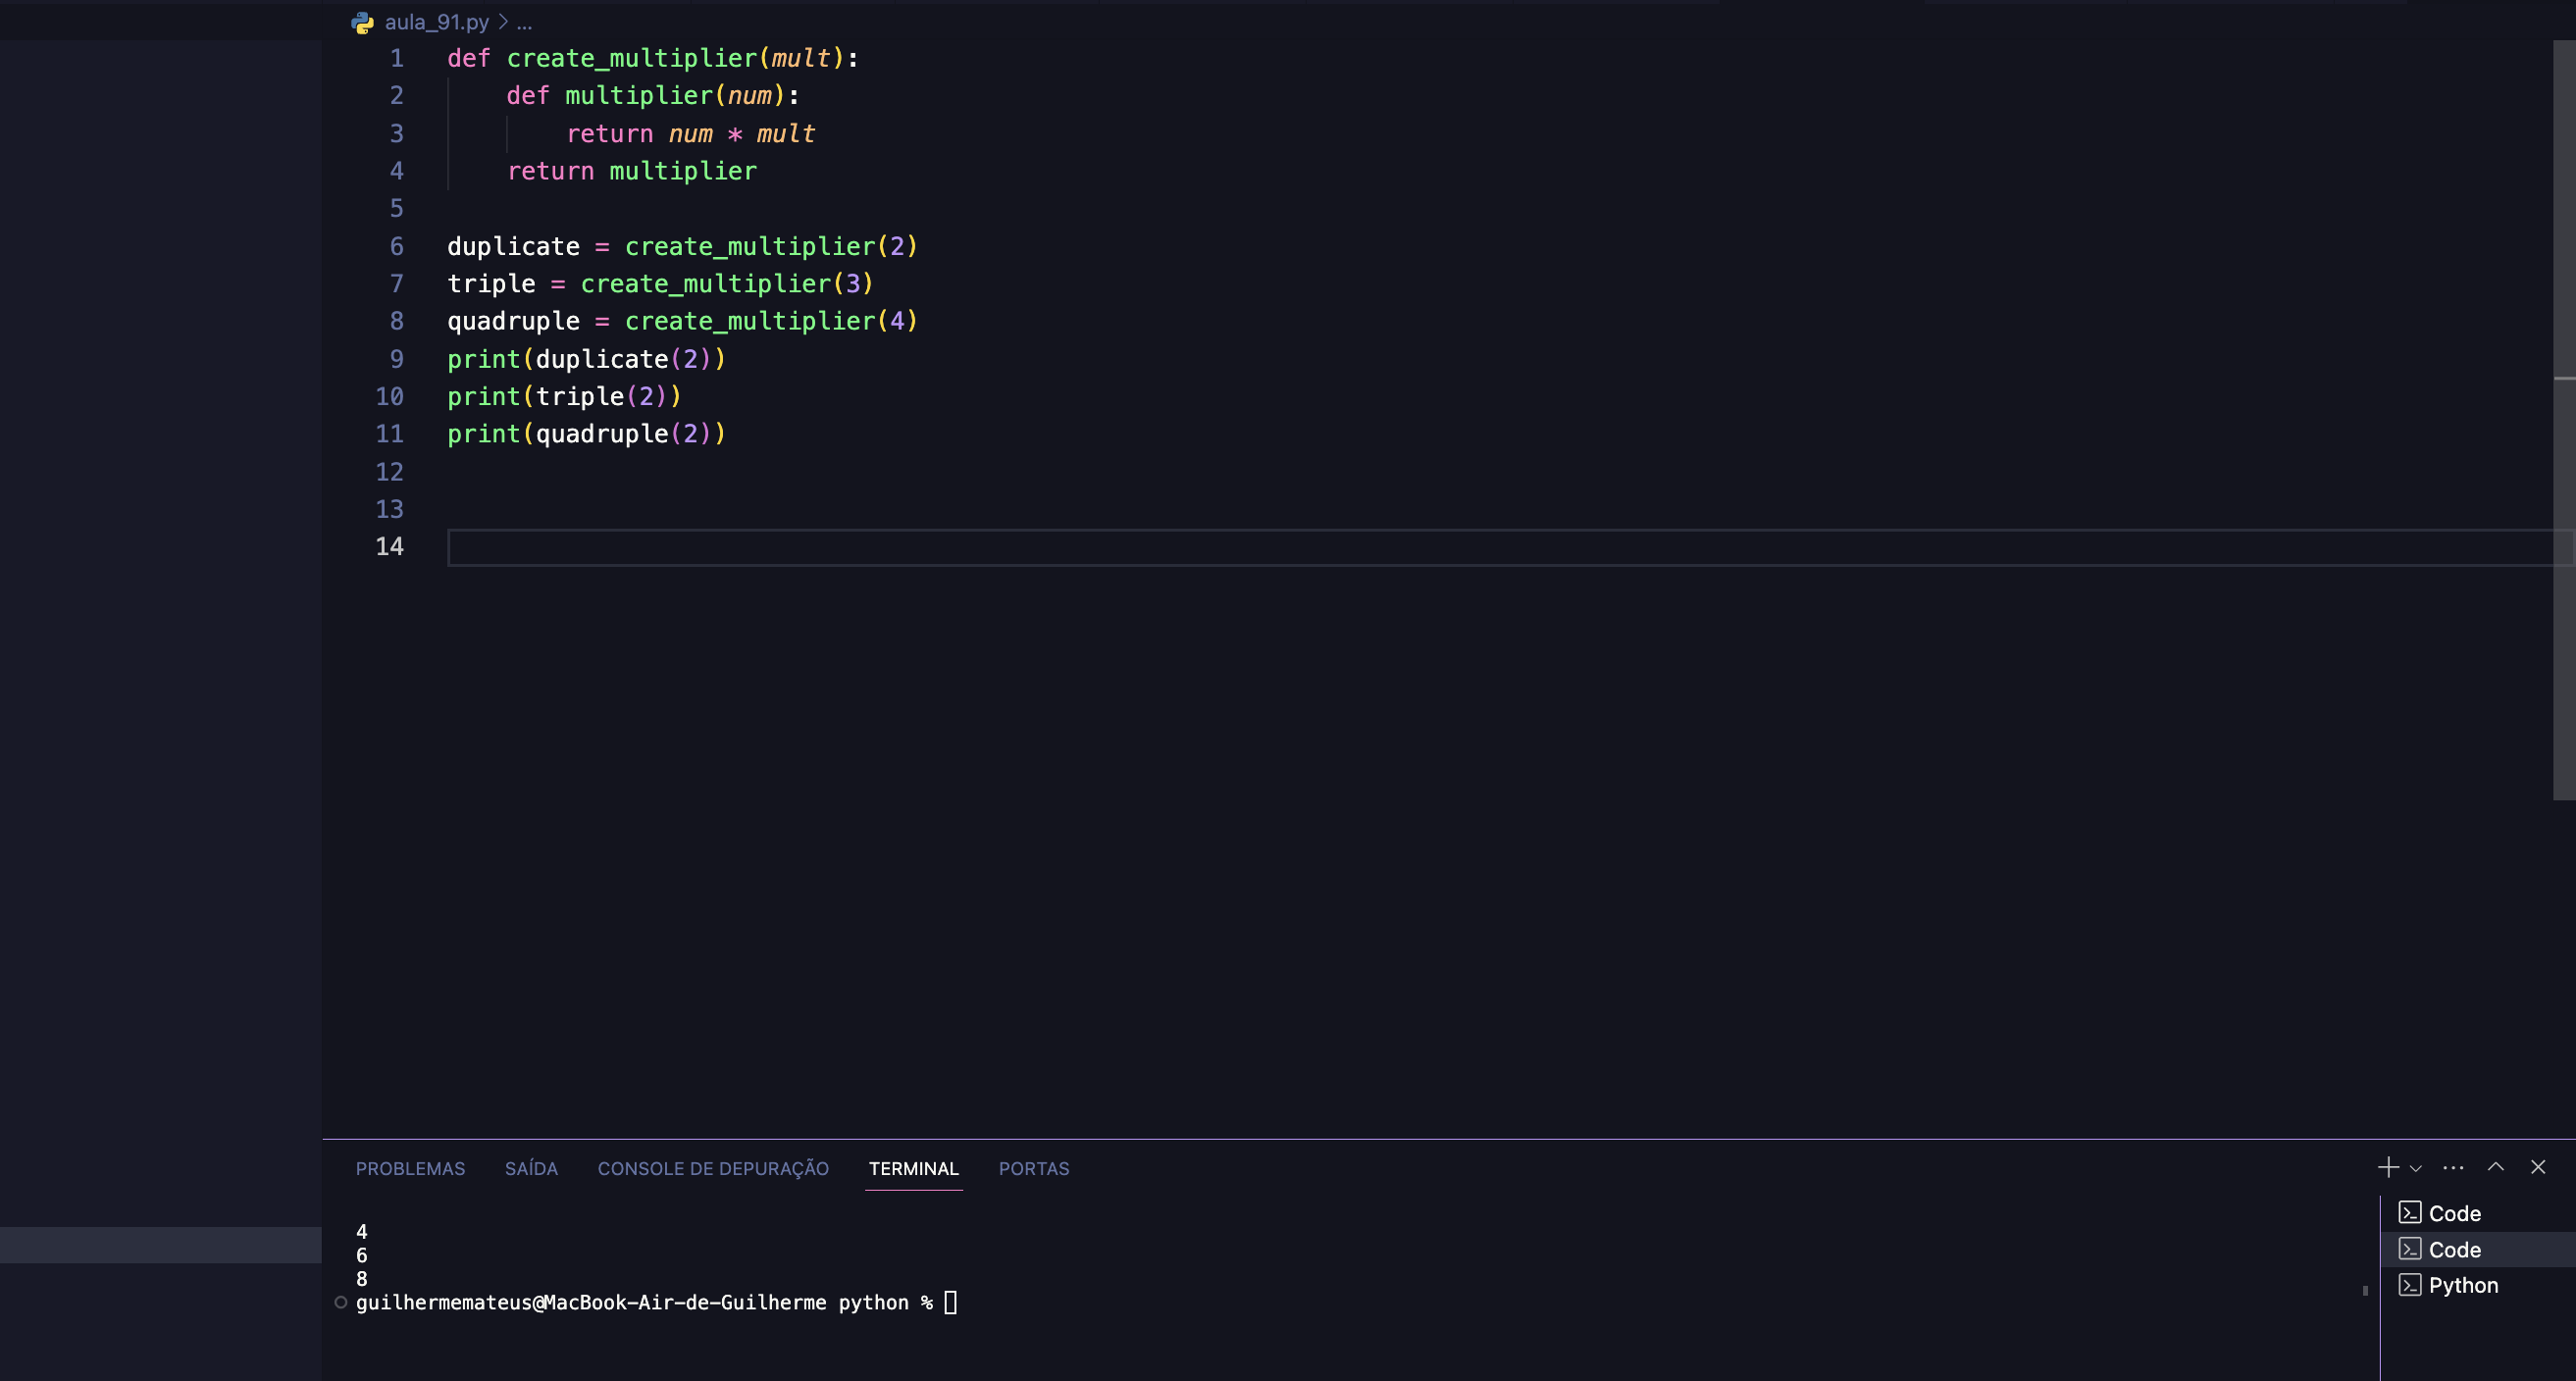 aula_91.py > ...
1 def create_multiplier(mult):
2     def multiplier(num):
3         return num * mult
4     return multiplier
5
6 duplicate = create_multiplier(2)
7 triple = create_multiplier(3)
8 quadruple = create_multiplier(4)
9 print(duplicate(2))
10 print(triple(2))
11 print(quadruple(2))
12
13
14
PROBLEMAS SAÍDA CONSOLE DE DEPURAÇÃO TERMINAL PORTAS
4
6
8
guilhermemateus@MacBook-Air-de-Guilherme python %
Code
Code
Python